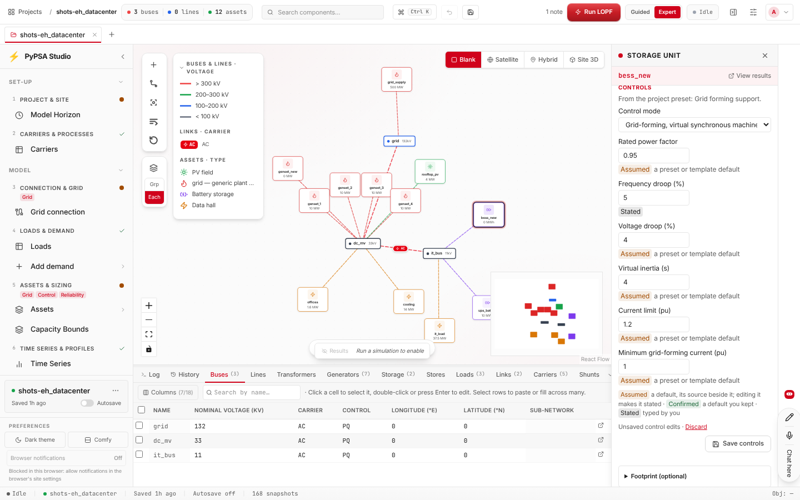 Projects / shots-eh_datacenter
3 buses · 0 lines · 12 assets
Search components...
Ctrl K
1 note
Run LOPF
Guided
Expert
Idle
A
shots-eh_datacenter
PyPSA Studio
SET-UP
1 PROJECT & SITE
Model Horizon
2 CARRIERS & PROCESSES
Carriers
MODEL
3 CONNECTION & GRID
Grid
Grid connection
4 LOADS & DEMAND
Loads
Add demand
5 ASSETS & SIZING
Grid Control Reliability
Assets
Capacity Bounds
6 TIME SERIES & PROFILES
Time Series
shots-eh_datacenter
Saved 1h ago
Autosave
PREFERENCES
Dark theme
Comfy
Browser notifications Off
Blocked in this browser: allow notifications in the browser's site settings
Grp
Each
BUSES & LINES · VOLTAGE
> 300 kV
200–300 kV
100–200 kV
< 100 kV
LINKS · CARRIER
AC AC
ASSETS · TYPE
PV field
grid — generic plant ...
Battery storage
Data hall
Blank
Satellite
Hybrid
Site 3D
grid_supply
grid
genset_new
rooftop_pv
bess_new
dc_mv
AC
it_bus
offices
cooling
it_load
React Flow
Results Run a simulation to enable
Log
History
Buses (3)
Lines
Transformers
Generators (7)
Storage (2)
Stores
Loads (3)
Links (2)
Carriers (5)
Shunts
Columns (7/16)
Search by name...
· Click a cell to select it, double-click or press Enter to edit. Select rows to paste or fill across many.
NAME NOMINAL VOLTAGE (KV) CARRIER CONTROL LONGITUDE (°E) LATITUDE (°N) SUB-NETWORK
grid 132 AC PQ 0 0
dc_mv 33 AC PQ 0 0
it_bus 11 AC PQ 0 0
STORAGE UNIT
bess_new
View results
CONTROLS
From the project preset: Grid forming support.
Control mode
Grid-forming, virtual synchronous machine
Rated power factor
0.95
Assumed a preset or template default
Frequency droop (%)
5
Stated
Voltage droop (%)
4
Assumed a preset or template default
Virtual inertia (s)
4
Assumed a preset or template default
Current limit (pu)
1.2
Assumed a preset or template default
Minimum grid-forming current (pu)
1
Assumed a preset or template default
Assumed a default, its source beside it; editing it makes it stated · Confirmed a default you kept · Stated typed by you
Unsaved control edits · Discard
Save controls
Footprint (optional)
Chat here
Idle
shots-eh_datacenter
Saved 1h ago
Autosave off
168 snapshots
Obj: —